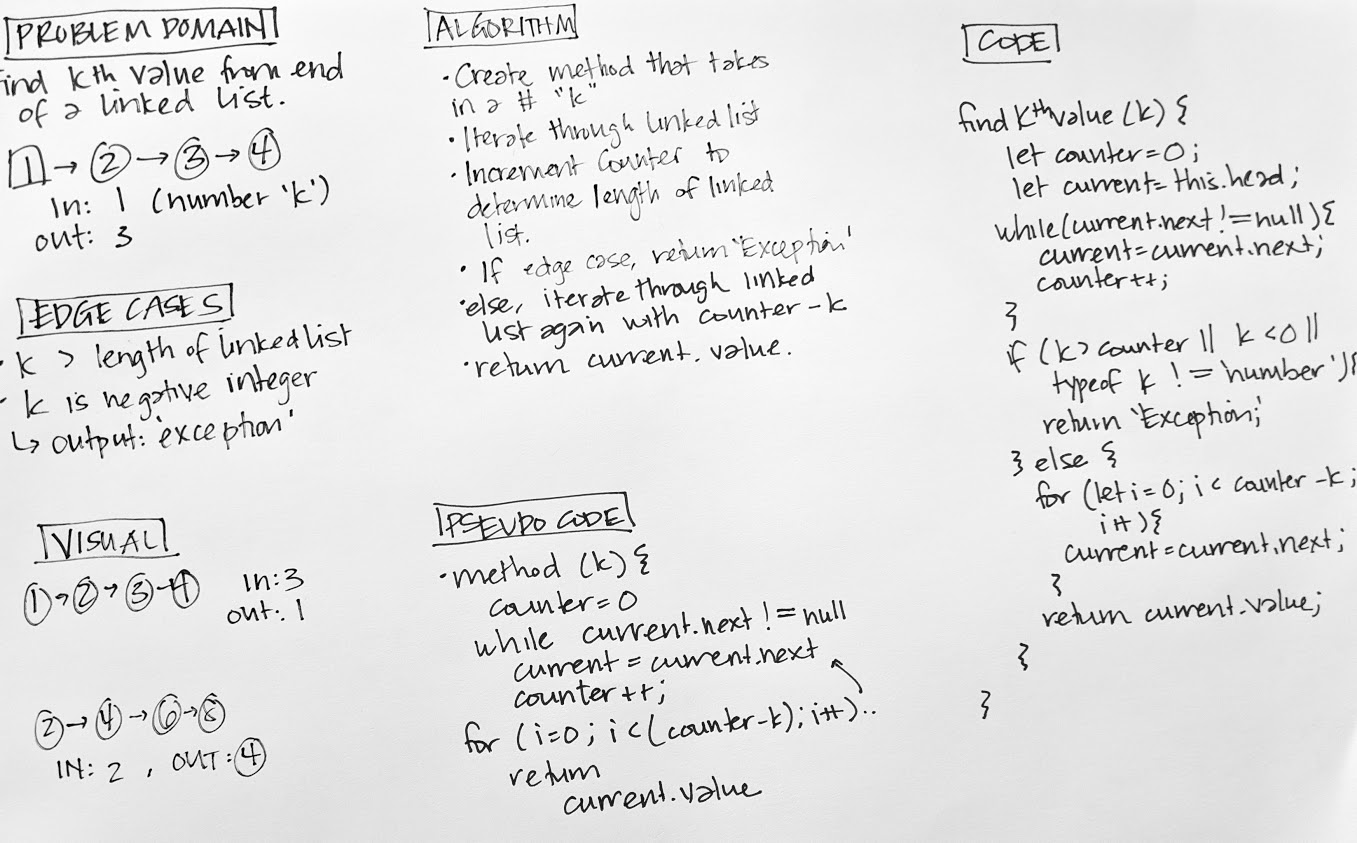 PROBLEM DOMAIN
find kth value from end
of a linked list.
1 → 2 → 3 → 4
In: 1 (number 'k')
out: 3
EDGE CASES
· k > length of linked list
· k is negative integer
↳ output: 'exception'
VISUAL
1 → 2 → 3 → 4 In: 3
out: 1
2 → 4 → 6 → 8
IN: 2 , OUT: 4
ALGORITHM
· Create method that takes
in a # "k"
· Iterate through linked list
· Increment Counter to
determine length of linked
list.
· If edge case, return 'Exception'
· else, iterate through linked
list again with counter - k
· return current.value.
PSEUDO CODE
· method (k) {
counter = 0
while current.next != null
current = current.next
counter ++;
for (i=0; i < (counter-k); i++)..
return
current.value
CODE
find Kth value (k) {
let counter = 0;
let current = this.head;
while(current.next != null){
current = current.next;
counter++;
}
if (k > counter || k < 0 ||
typeof k !== 'number'){
return 'Exception;'
} else {
for (let i = 0; i < counter - k;
i++){
current = current.next;
}
return current.value;
}
}